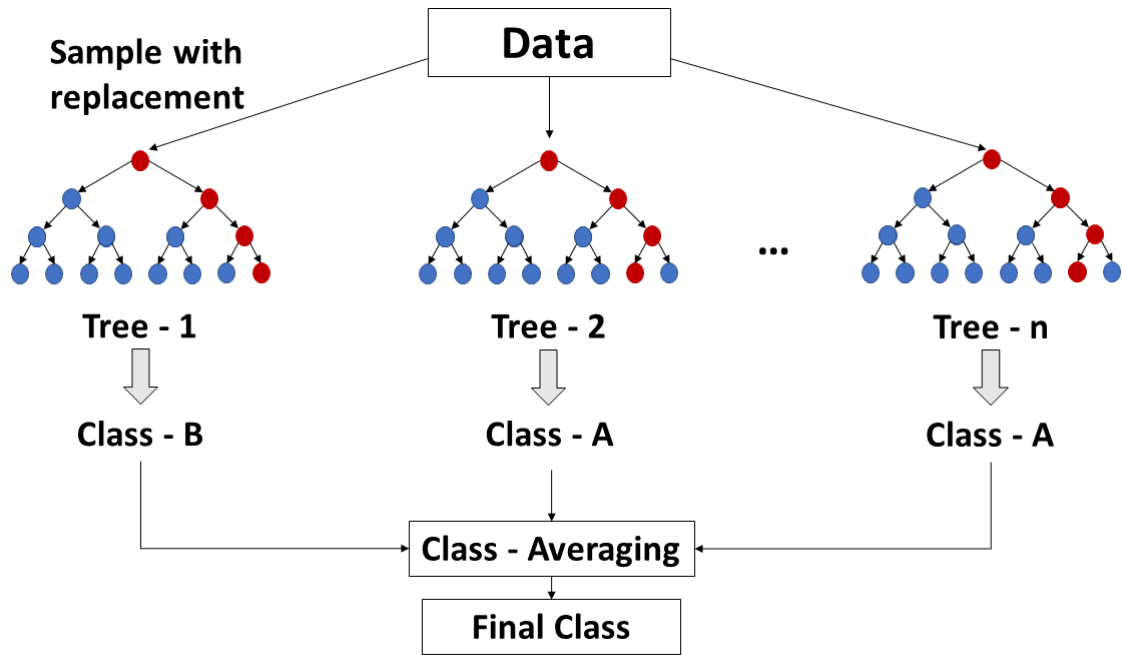 Data
Sample with
replacement
...
Tree - 1
Tree - 2
Tree - n
Class - B
Class - A
Class - A
Class - Averaging
Final Class